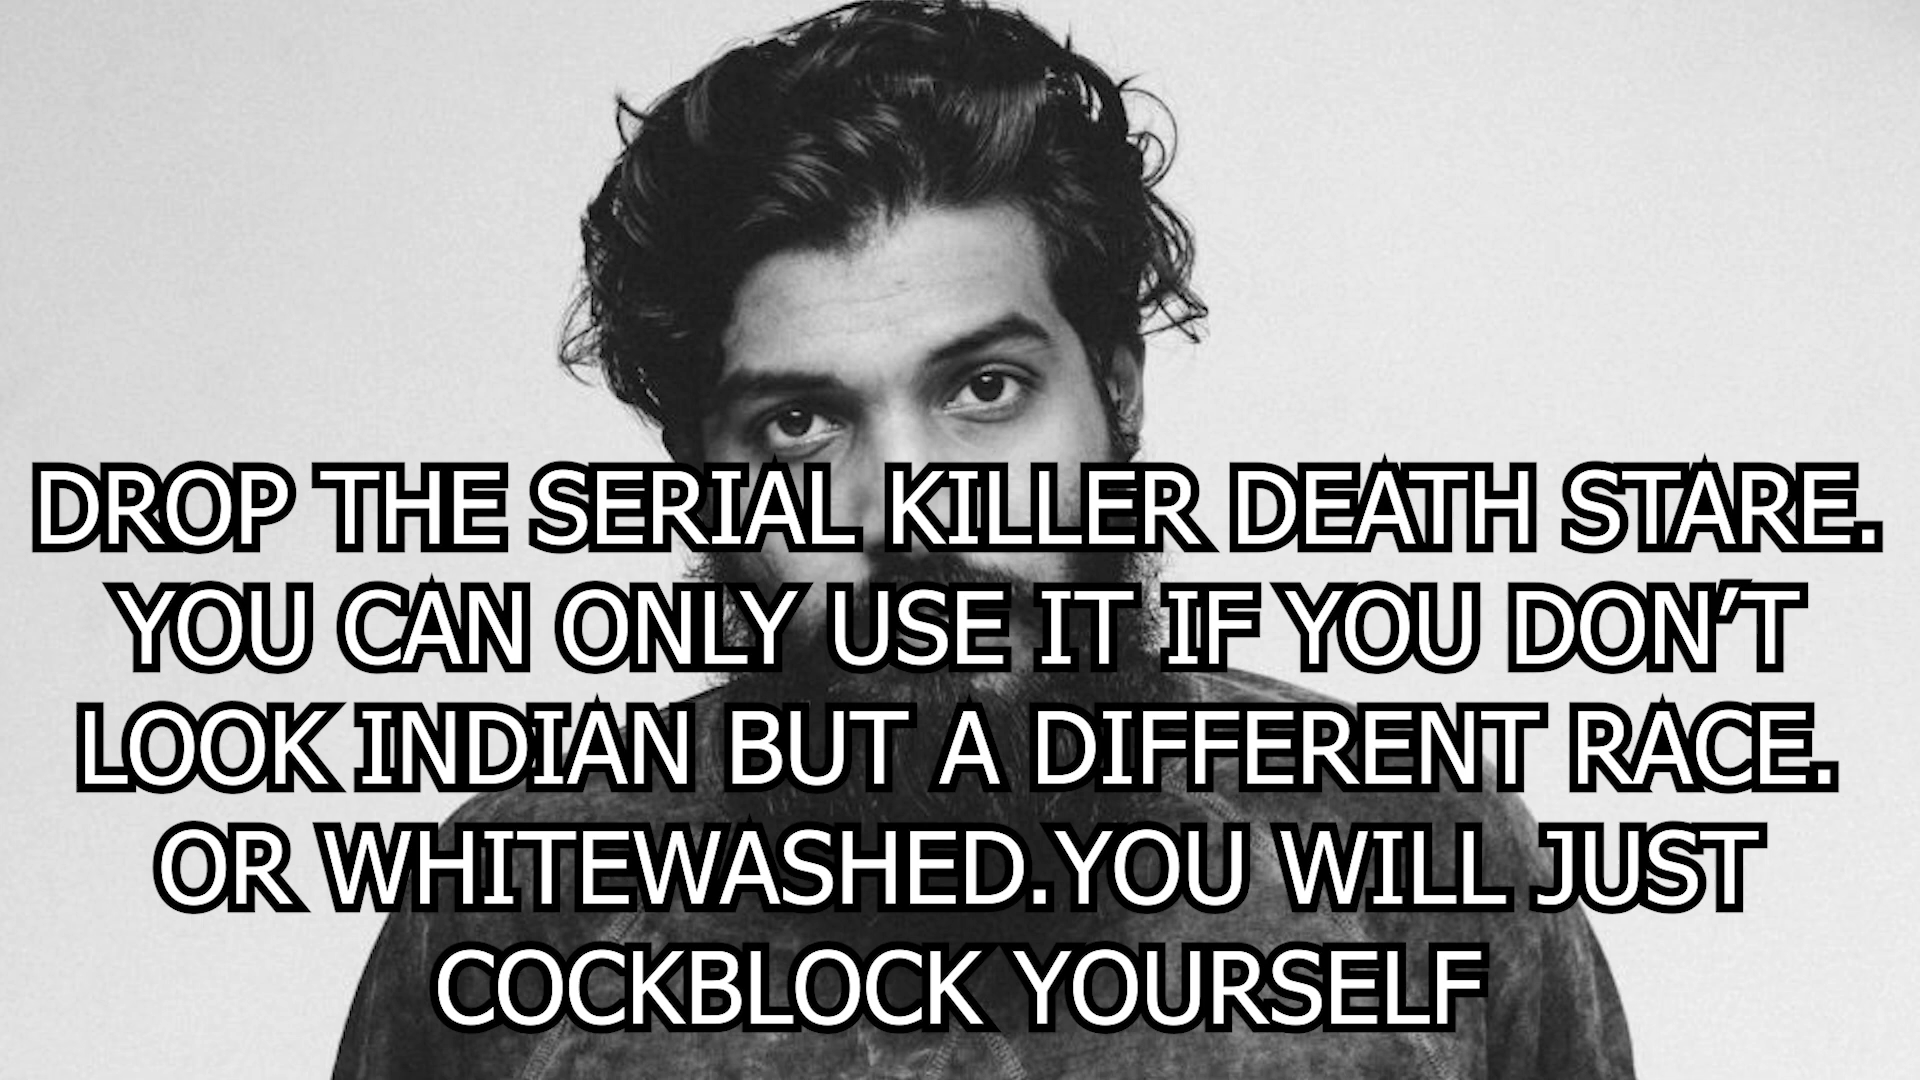 DROP THE SERIAL KILLER DEATH STARE.
YOU CAN ONLY USE IT IF YOU DON’T
LOOK INDIAN BUT A DIFFERENT RACE.
OR WHITEWASHED.YOU WILL JUST
COCKBLOCK YOURSELF